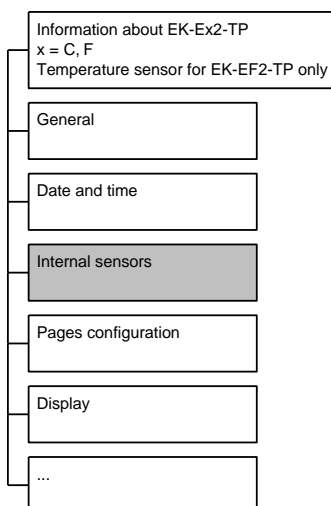 Information about EK-Ex2-TP
x = C, F
Temperature sensor for EK-EF2-TP only
General
Date and time
Internal sensors
Pages configuration
Display
...